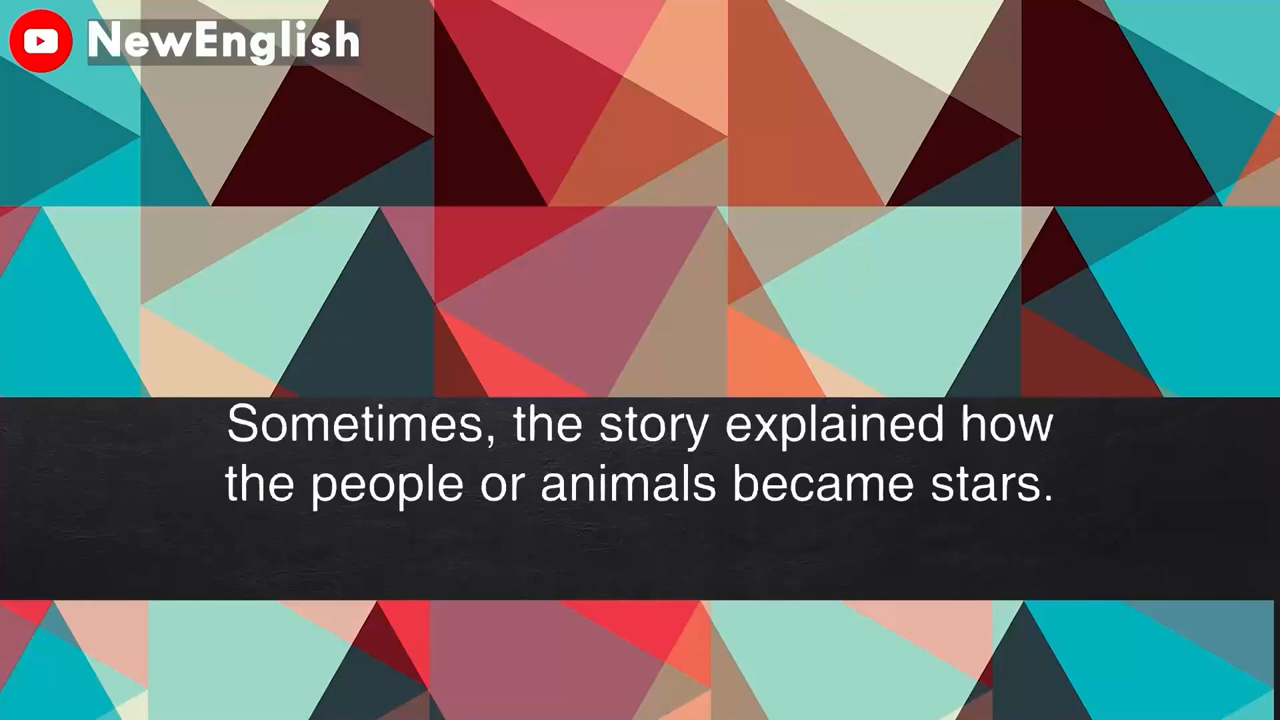 NewEnglish
Sometimes, the story explained how
the people or animals became stars.